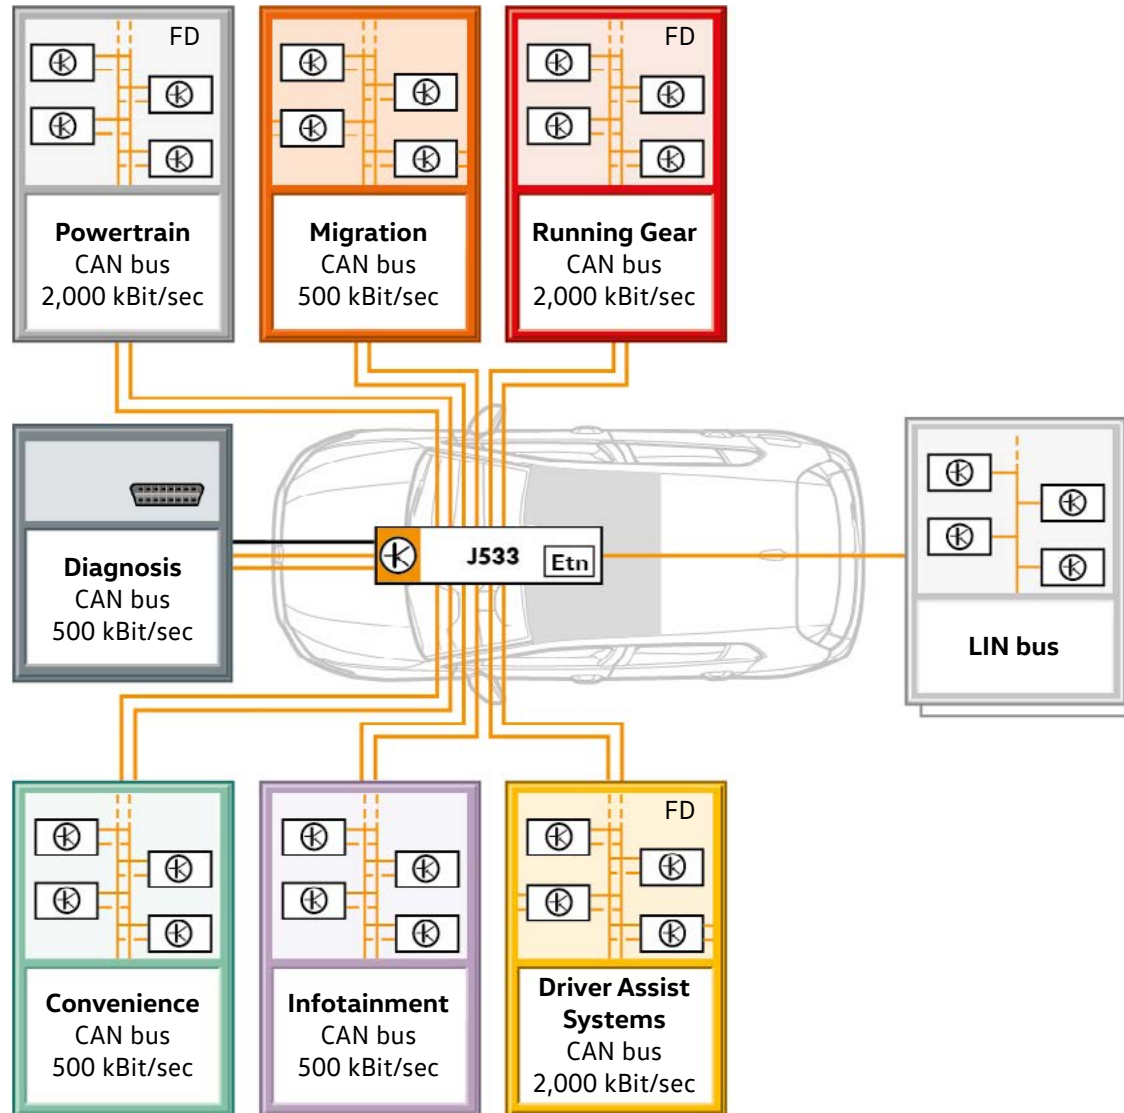 FD
Powertrain
CAN bus
2,000 kBit/sec
Migration
CAN bus
500 kBit/sec
FD
Running Gear
CAN bus
2,000 kBit/sec
Diagnosis
CAN bus
500 kBit/sec
J533
Etn
LIN bus
Convenience
CAN bus
500 kBit/sec
Infotainment
CAN bus
500 kBit/sec
FD
Driver Assist
Systems
CAN bus
2,000 kBit/sec